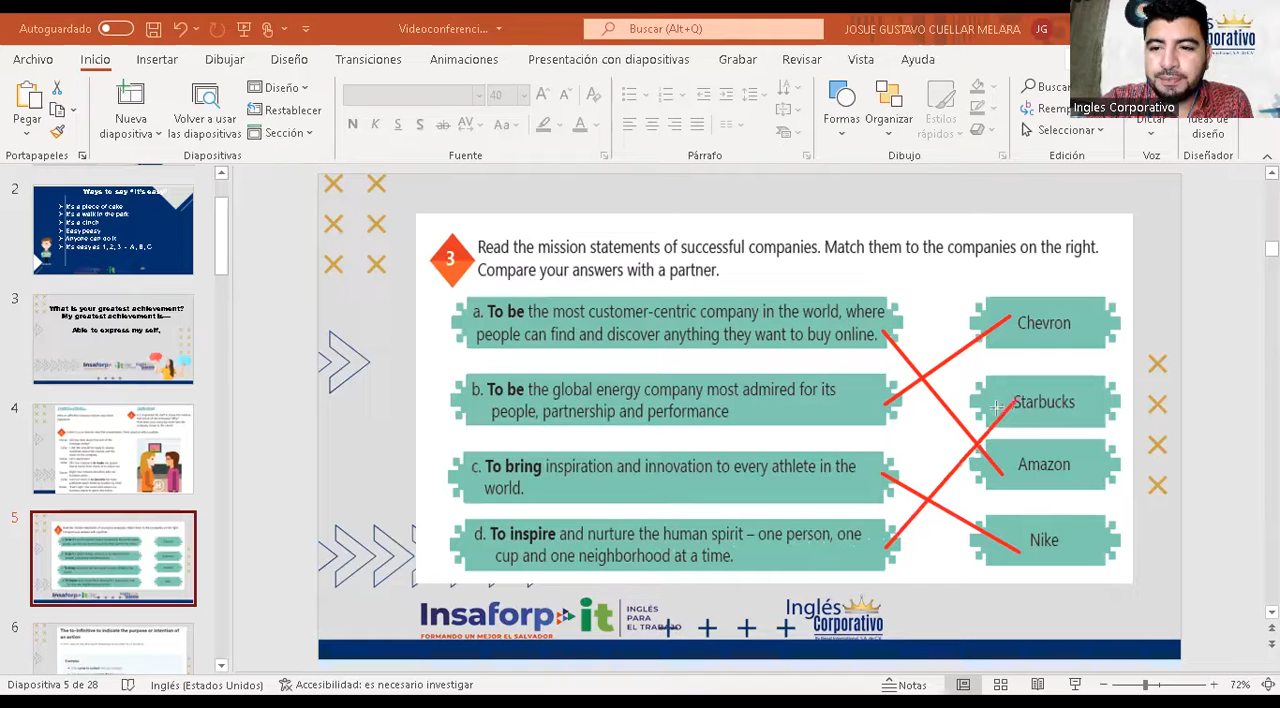 Autoguardado
Videoconferenci...
Buscar (Alt+Q)
JOSUE GUSTAVO CUELLAR MELARA
JG
Archivo
Inicio
Insertar
Dibujar
Diseño
Transiciones
Animaciones
Presentación con diapositivas
Grabar
Revisar
Vista
Ayuda
Pegar
Nueva
diapositiva
Volver a usar
las diapositivas
Diseño
Restablecer
Sección
40
N
K
S
S
ab
AV
Aa
A
Formas
Organizar
Estilos
rápidos
Seleccionar
Dictar
Ideas de
diseño
Portapapeles
Diapositivas
Fuente
Párrafo
Dibujo
Edición
Voz
Diseñador
Ingles Corporativo
2
Ways to say "It's easy"
It's a piece of cake
It's a walk in the park
It's a cinch
Easy peasy
Anyone can do it
It's easy as 1, 2, 3 - A, B, C
3
What is your greatest achievement?
My greatest achievement is—
Able to express my self,
4
5
6
The to-infinitive to indicate the purpose or intention of
an action
3
Read the mission statements of successful companies. Match them to the companies on the right.
Compare your answers with a partner.
a. To be the most customer-centric company in the world, where
people can find and discover anything they want to buy online.
b. To be the global energy company most admired for its
people, partnership and performance
c. To bring inspiration and innovation to every athlete in the
world.
d. To inspire and nurture the human spirit – one person, one
cup and one neighborhood at a time.
Chevron
Starbucks
Amazon
Nike
Insaforp it
FORMANDO UN MEJOR EL SALVADOR
INGLÉS
PARA
EL TRABAJO
Inglés
Corporativo
Diapositiva 5 de 28
Inglés (Estados Unidos)
Accesibilidad: es necesario investigar
Notas
72%